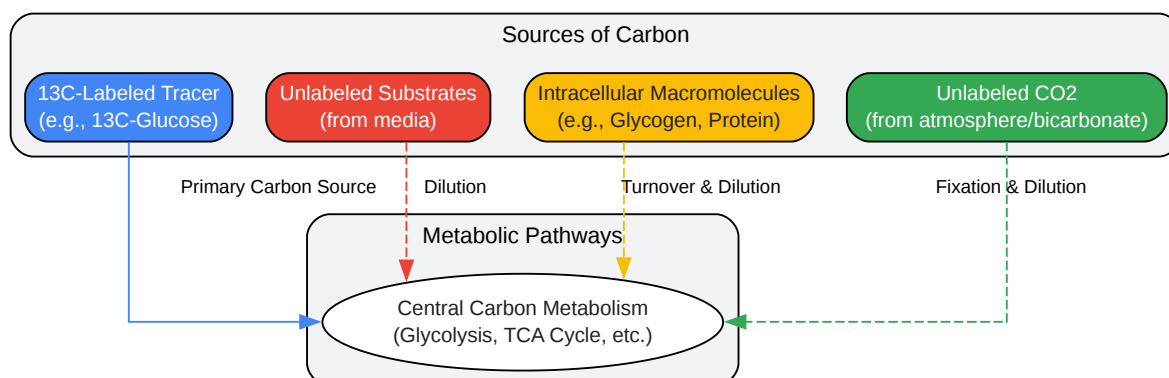 Sources of Carbon
13C-Labeled Tracer
(e.g., 13C-Glucose)
Unlabeled Substrates
(from media)
Intracellular Macromolecules
(e.g., Glycogen, Protein)
Unlabeled CO2
(from atmosphere/bicarbonate)
Primary Carbon Source
Dilution
Turnover & Dilution
Fixation & Dilution
Metabolic Pathways
Central Carbon Metabolism
(Glycolysis, TCA Cycle, etc.)